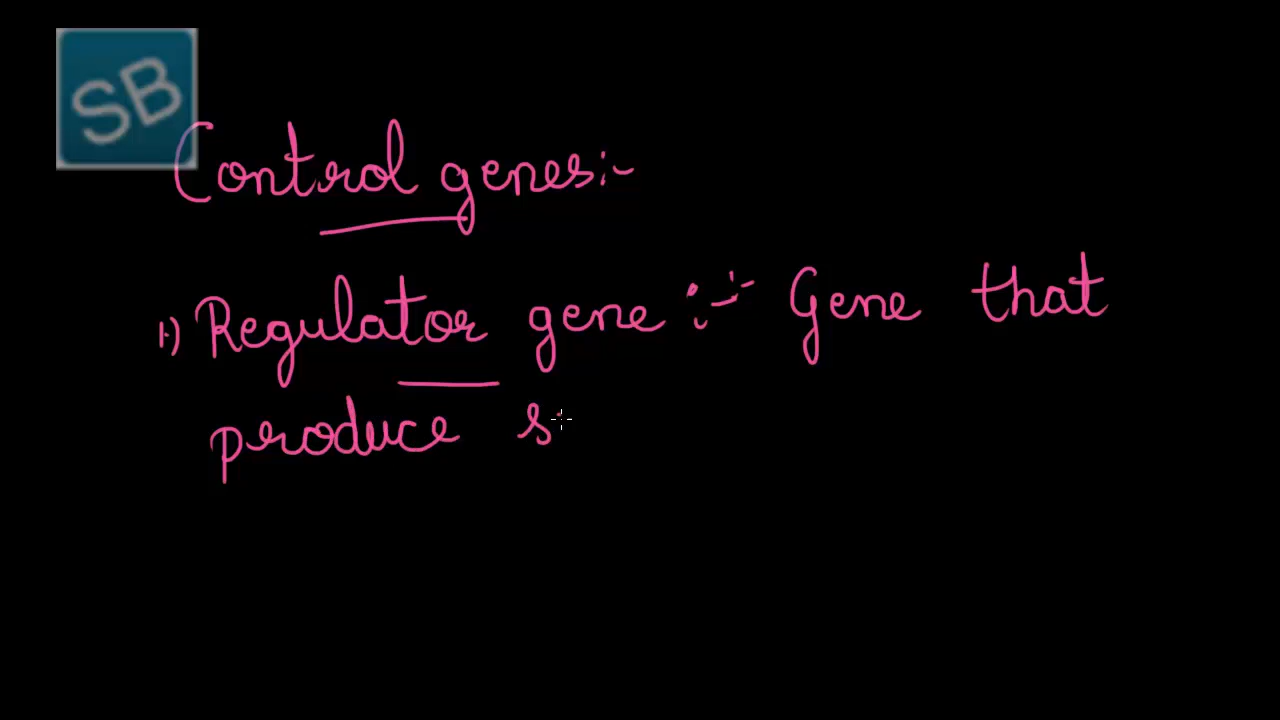 SB
Control genes:-
1.) Regulator gene :- Gene that
produce s